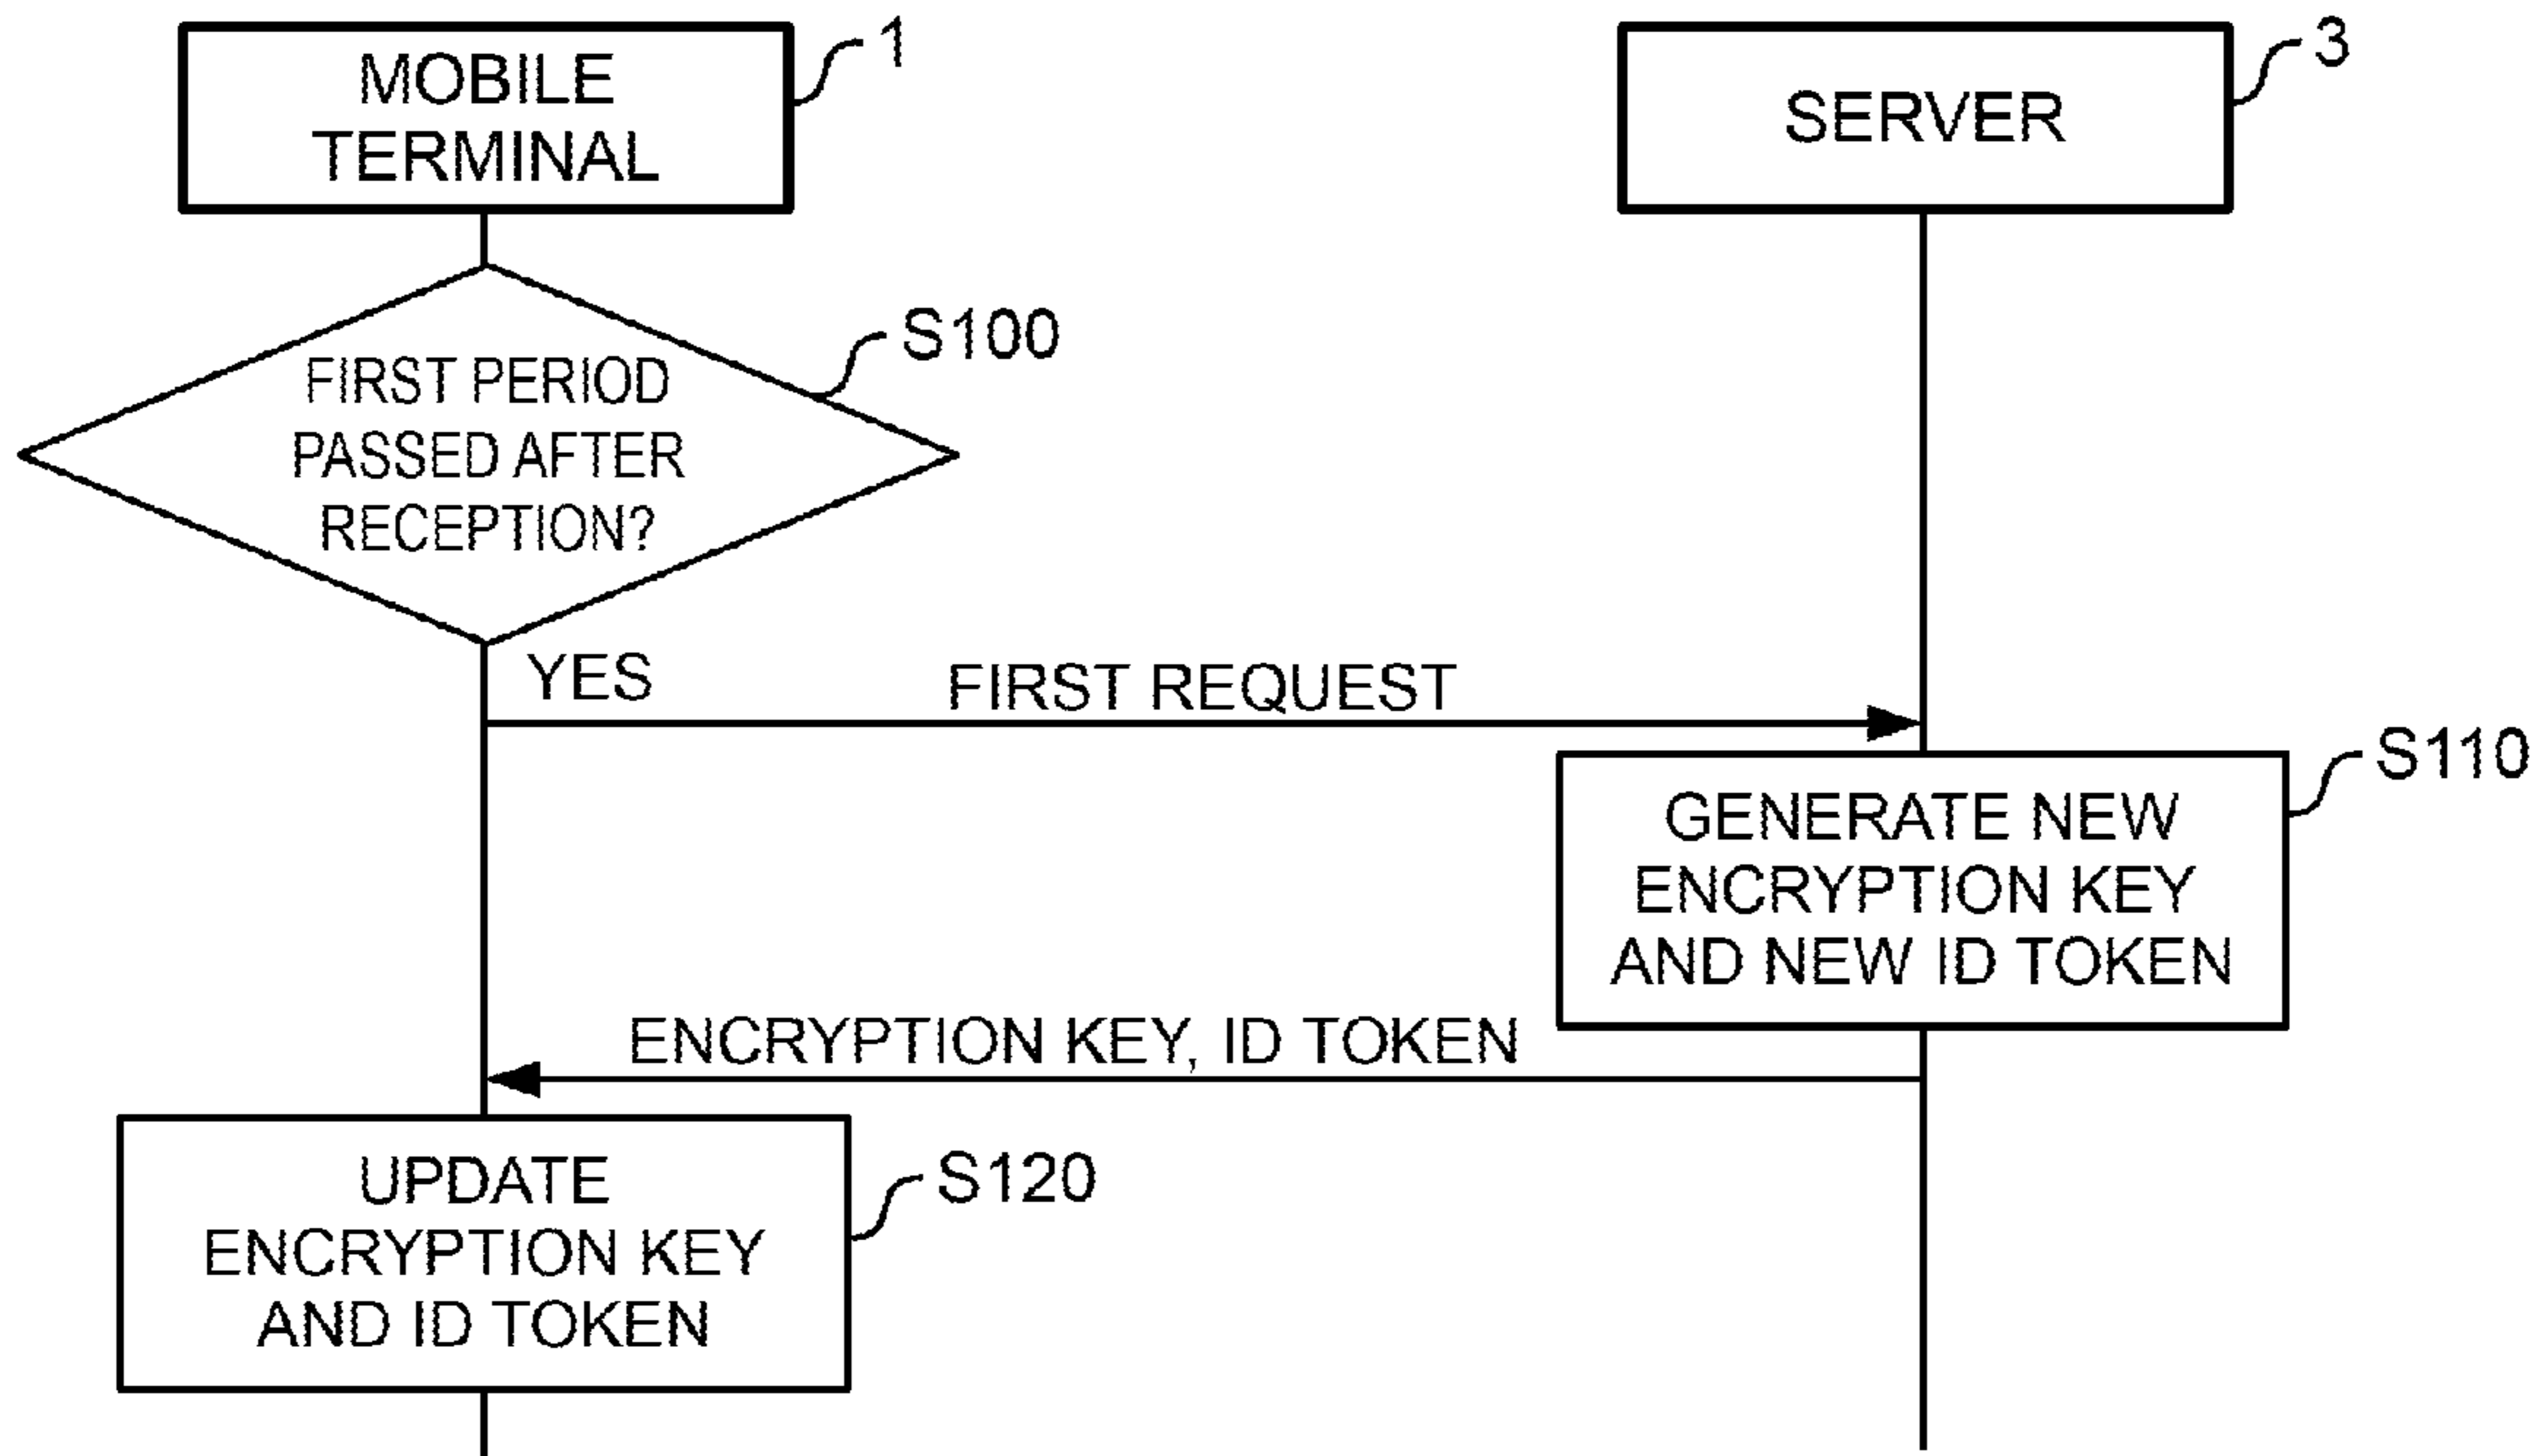 MOBILE
TERMINAL
1
SERVER
3
FIRST PERIOD
PASSED AFTER
RECEPTION?
S100
YES
FIRST REQUEST
GENERATE NEW
ENCRYPTION KEY
AND NEW ID TOKEN
S110
ENCRYPTION KEY, ID TOKEN
UPDATE
ENCRYPTION KEY
AND ID TOKEN
S120